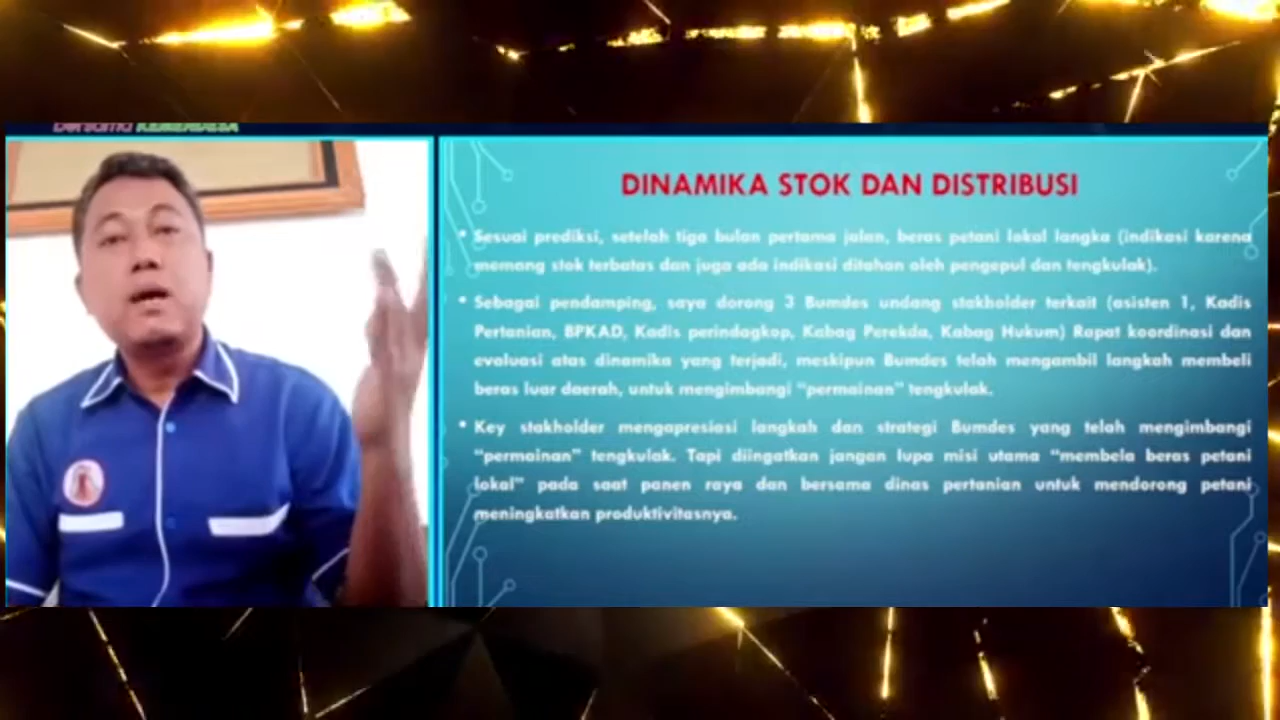 Bersama KEMENDESA
DINAMIKA STOK DAN DISTRIBUSI
• Sesuai prediksi, setelah tiga bulan pertama jalan, beras petani lokal langka (indikasi karena
memang stok terbatas dan juga ada indikasi ditahan oleh pengepul dan tengkulak).
• Sebagai pendamping, saya dorong 3 Bumdes undang stakholder terkait (asisten 1, Kadis
Pertanian, BPKAD, Kadis perindagkop, Kabag Perekda, Kabag Hukum) Rapat koordinasi dan
evaluasi atas dinamika yang terjadi, meskipun Bumdes telah mengambil langkah membeli
beras luar daerah, untuk mengimbangi “permainan” tengkulak.
• Key stakholder mengapresiasi langkah dan strategi Bumdes yang telah mengimbangi
“permainan” tengkulak. Tapi diingatkan jangan lupa misi utama “membela beras petani
lokal” pada saat panen raya dan bersama dinas pertanian untuk mendorong petani
meningkatkan produktivitasnya.